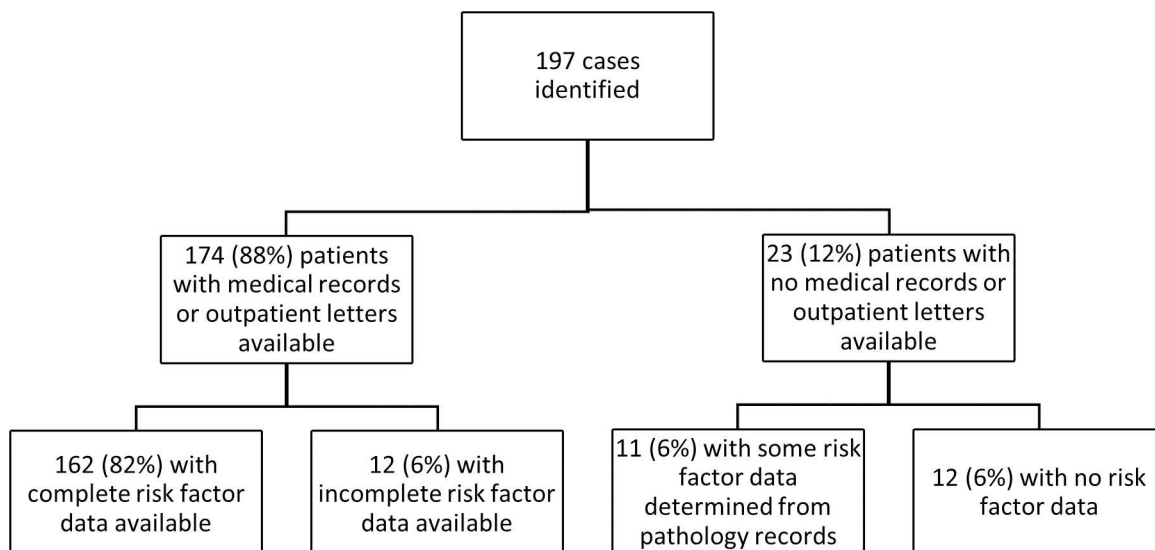 197 cases
identified
174 (88%) patients
with medical records
or outpatient letters
available
23 (12%) patients with
no medical records or
outpatient letters
available
162 (82%) with
complete risk factor
data available
12 (6%) with
incomplete risk factor
data available
11 (6%) with some risk
factor data
determined from
pathology records
12 (6%) with no risk
factor data